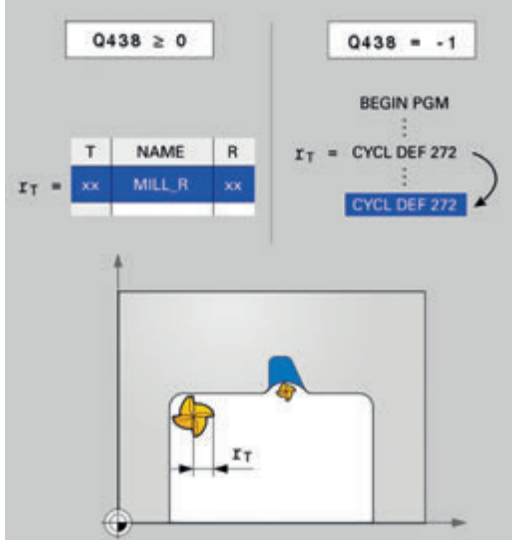 Q438 ≥ 0
Q438 = -1
BEGIN PGM
T NAME R
rT = xx MILL_R xx
rT = CYCL DEF 272
CYCL DEF 272
rT